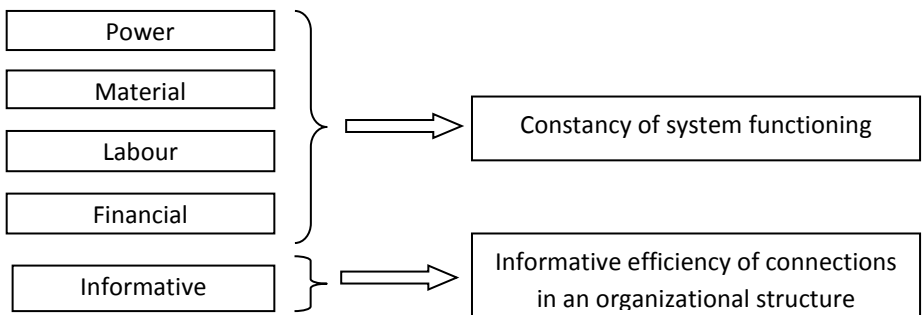 Power
Material
Labour
Financial
Informative
Constancy of system functioning
Informative efficiency of connections
in an organizational structure